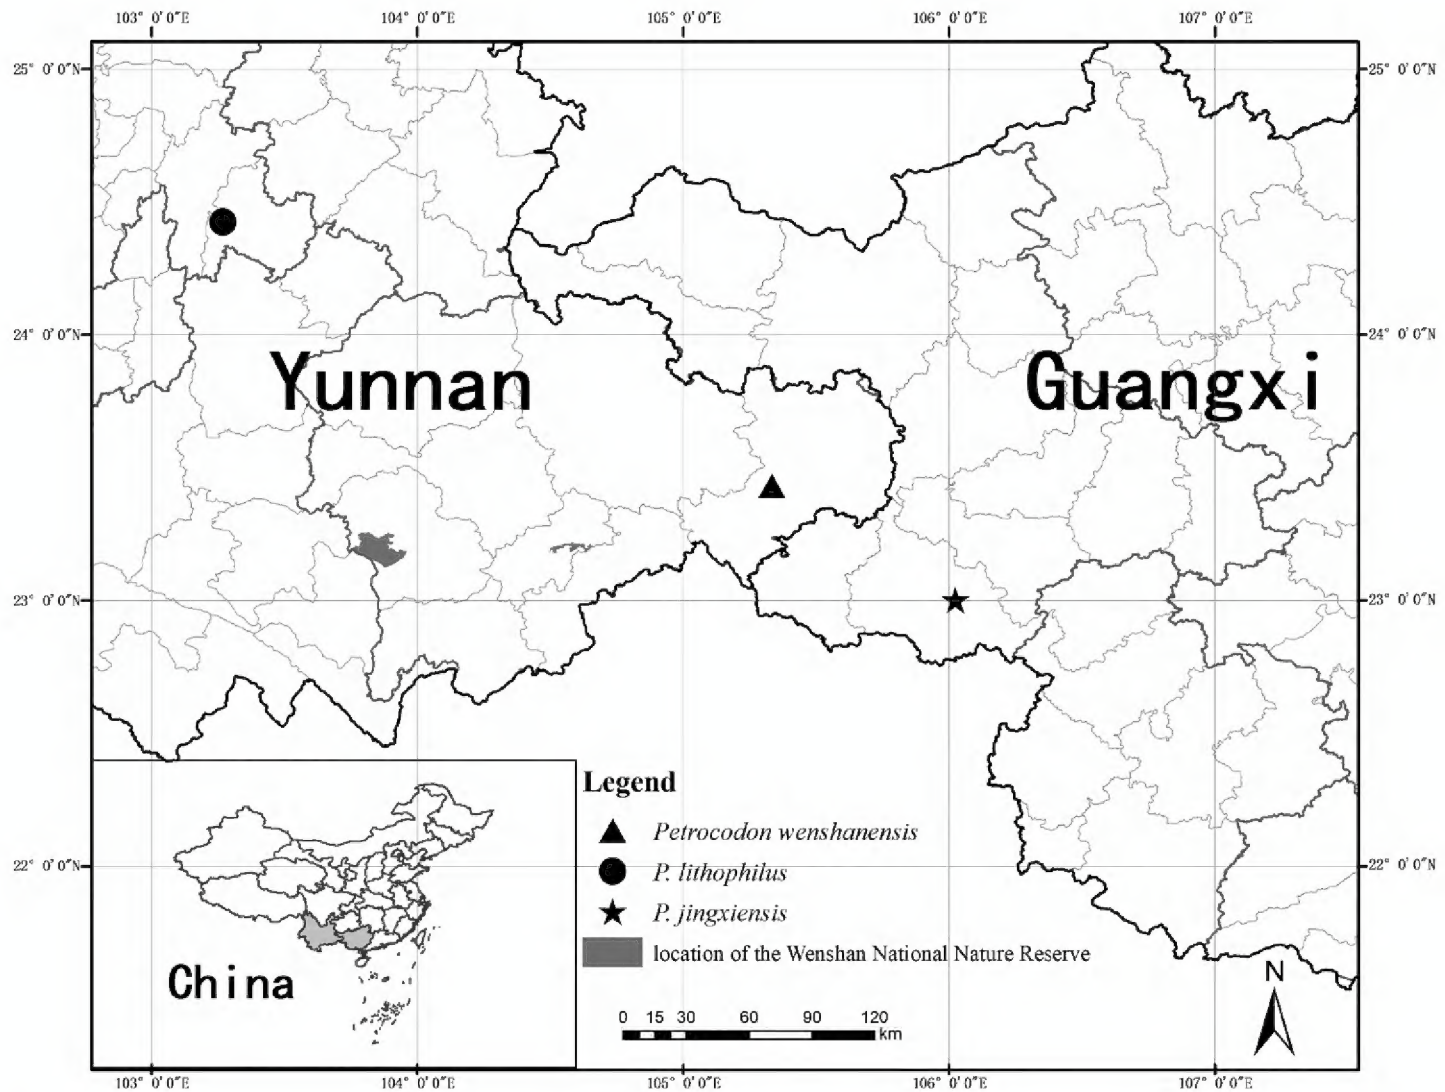 103° 0′0″E 104° 0′0″E 105° 0′0″E 106° 0′0″E 107° 0′0″E
25° 0′0″N 25° 0′0″N
24° 0′0″N 24° 0′0″N
Yunnan Guangxi
23° 0′0″N 23° 0′0″N
Legend
Petrocodon wenshanensis
22° 0′0″N P. lithophilus 22° 0′0″N
P. jingxiensis
location of the Wenshan National Nature Reserve
China
N
0 15 30 60 90 120
km
103° 0′0″E 104° 0′0″E 105° 0′0″E 106° 0′0″E 107° 0′0″E